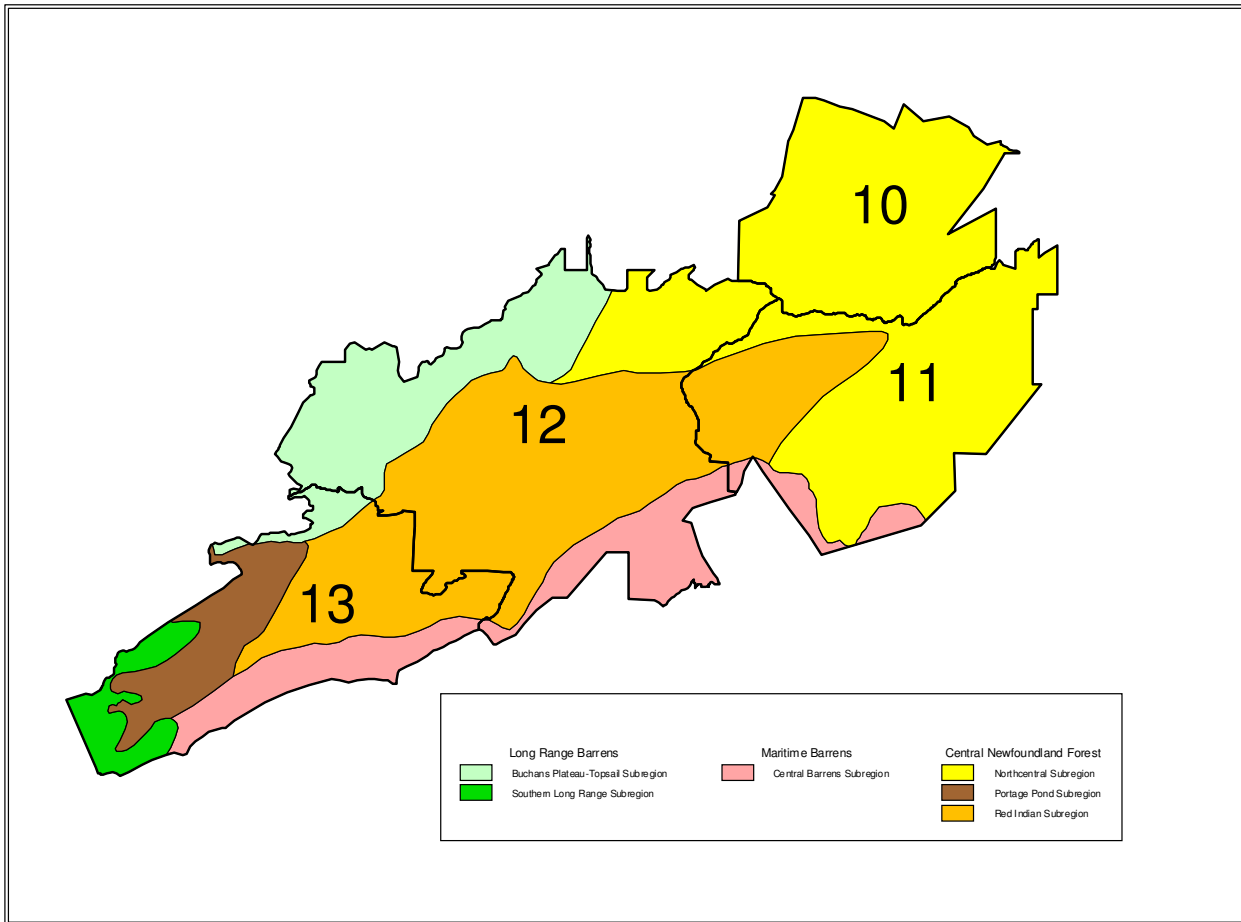 10
11
12
13
Long Range Barrens
Buchans Plateau-Topsail Subregion
Southern Long Range Subregion
Maritime Barrens
Central Barrens Subregion
Central Newfoundland Forest
Northcentral Subregion
Portage Pond Subregion
Red Indian Subregion